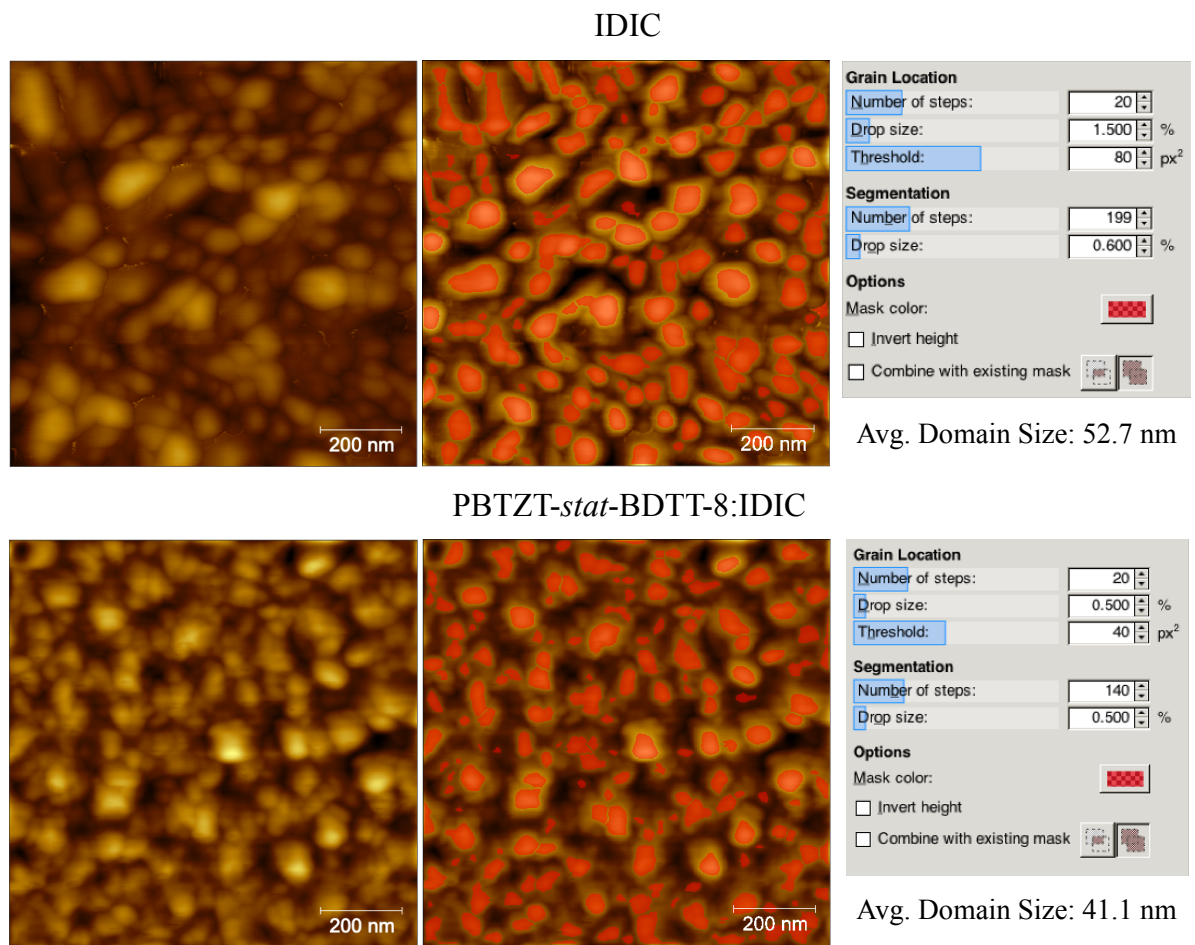 IDIC
200 nm
200 nm
Grain Location
Number of steps: 20
Drop size: 1.500 %
Threshold: 80 px²
Segmentation
Number of steps: 199
Drop size: 0.600 %
Options
Mask color:
Invert height
Combine with existing mask
Avg. Domain Size: 52.7 nm
PBTZT-stat-BDTT-8:IDIC
200 nm
200 nm
Grain Location
Number of steps: 20
Drop size: 0.500 %
Threshold: 40 px²
Segmentation
Number of steps: 140
Drop size: 0.500 %
Options
Mask color:
Invert height
Combine with existing mask
Avg. Domain Size: 41.1 nm